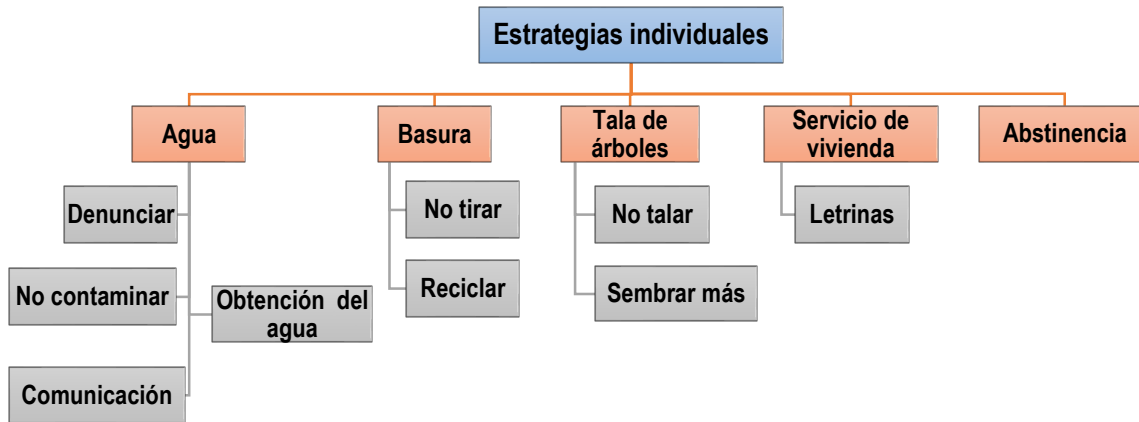 Estrategias individuales
Agua
Basura
Tala de
árboles
Servicio de
vivienda
Abstinencia
Denunciar
No contaminar
Obtención del
agua
Comunicación
No tirar
Reciclar
No talar
Sembrar más
Letrinas